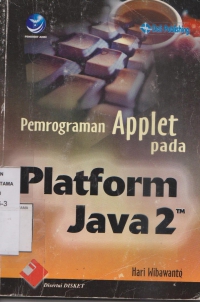 Pemrograman Applet
pada
Platform
Java 2™
Hari Wibawanto
Disertai DISKET